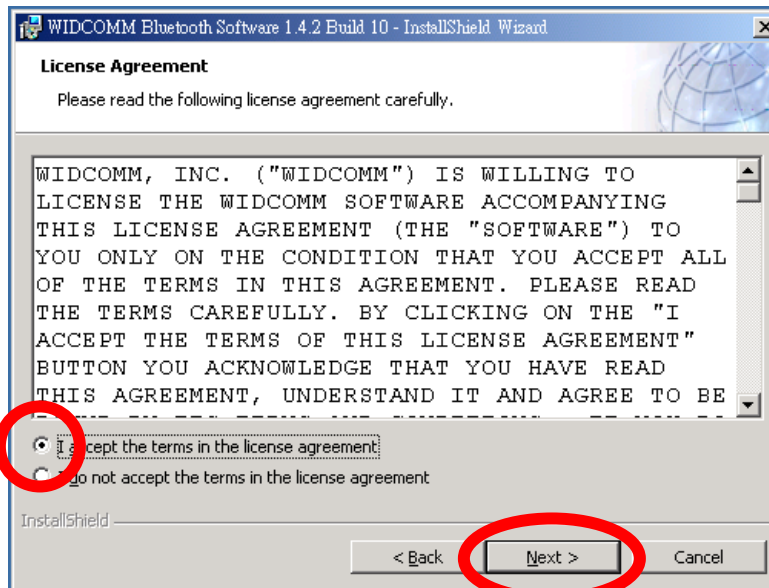 WIDCOMM Bluetooth Software 1.4.2 Build 10 - InstallShield Wizard
License Agreement
Please read the following license agreement carefully.
WIDCOMM, INC. ("WIDCOMM") IS WILLING TO
LICENSE THE WIDCOMM SOFTWARE ACCOMPANYING
THIS LICENSE AGREEMENT (THE "SOFTWARE") TO
YOU ONLY ON THE CONDITION THAT YOU ACCEPT ALL
OF THE TERMS IN THIS AGREEMENT. PLEASE READ
THE TERMS CAREFULLY. BY CLICKING ON THE "I
ACCEPT THE TERMS OF THIS LICENSE AGREEMENT"
BUTTON YOU ACKNOWLEDGE THAT YOU HAVE READ
THIS AGREEMENT, UNDERSTAND IT AND AGREE TO BE
I accept the terms in the license agreement
I do not accept the terms in the license agreement
InstallShield
< Back
Next >
Cancel